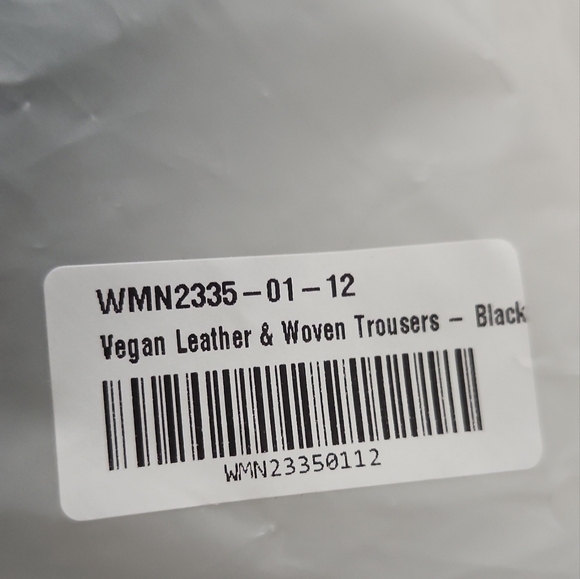 WMN2335-01-12
Vegan Leather & Woven Trousers - Black
WMN23350112